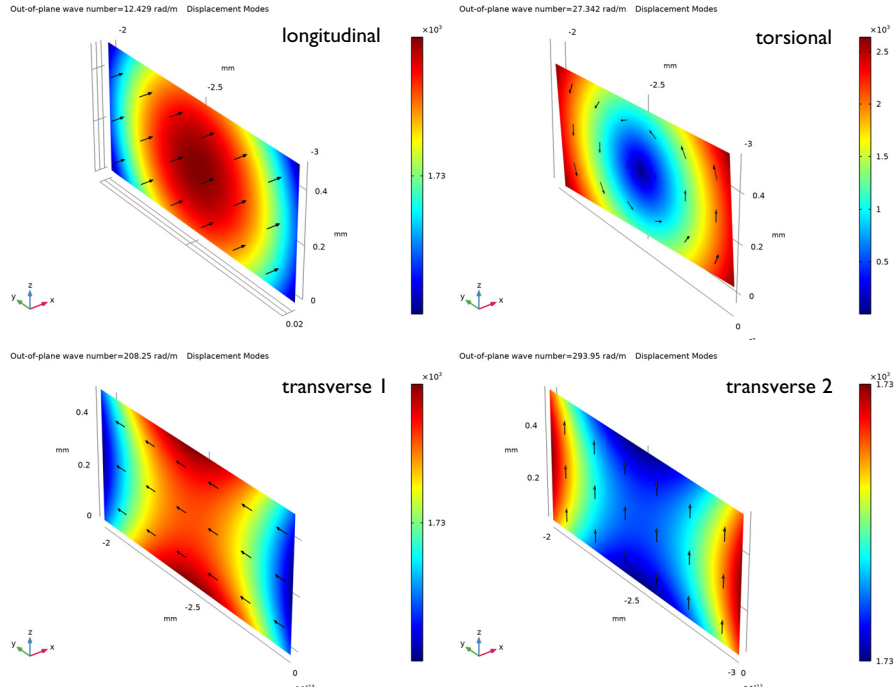 Out-of-plane wave number=12.429 rad/m Displacement Modes
longitudinal
×10³
-2
mm
-2.5
-3
0.4
mm
0.2
0
0.02
1.73
y z x
Out-of-plane wave number=27.342 rad/m Displacement Modes
torsional
×10³
-2
mm
-2.5
-3
0.4
mm
0.2
0
0
2.5
2
1.5
1
0.5
y z x
Out-of-plane wave number=208.25 rad/m Displacement Modes
transverse 1
×10³
0.4
mm
0.2
0
-2
-2.5
mm
0
1.73
y z x
Out-of-plane wave number=293.95 rad/m Displacement Modes
transverse 2
×10³
1.73
0.4
mm
0.2
-2
-2.5
mm
-3 0
1.73
y z x